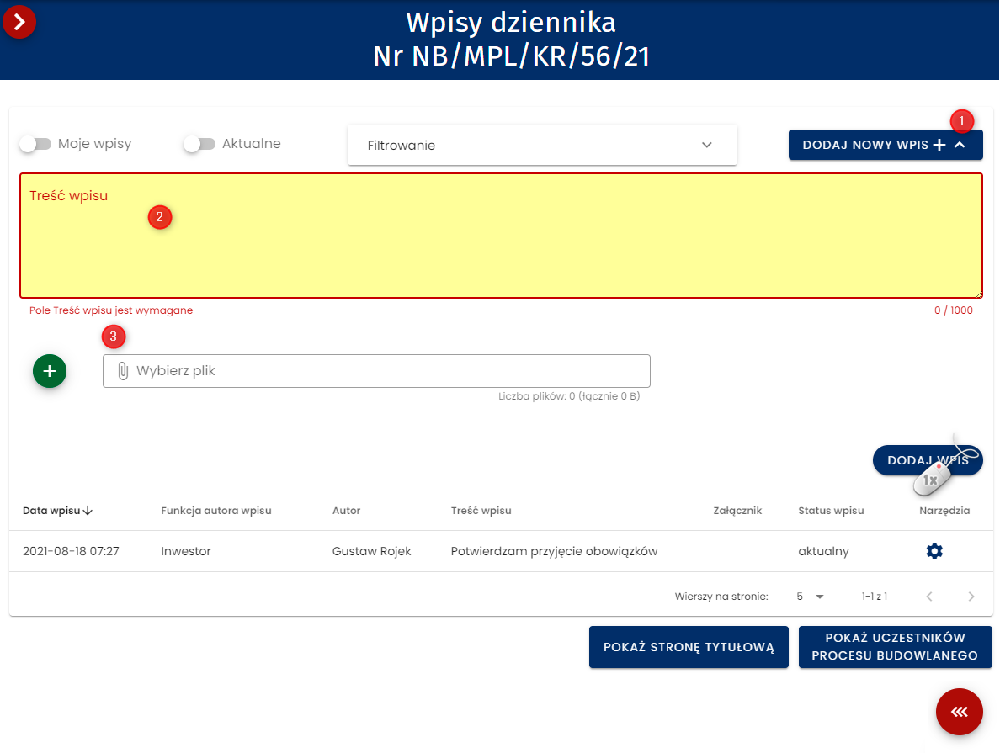 Wpisy dziennika
Nr NB/MPL/KR/56/21
1
Moje wpisy Aktualne Filtrowanie DODAJ NOWY WPIS
Treść wpisu
2
Pole Treść wpisu jest wymagane 0 / 1000
3
Wybierz plik
Liczba plików: 0 (łącznie 0 B)
DODAJ WPIS
1x
Data wpisu Funkcja autora wpisu Autor Treść wpisu Załącznik Status wpisu Narzędzia
2021-08-18 07:27 Inwestor Gustaw Rojek Potwierdzam przyjęcie obowiązków aktualny
Wierszy na stronie: 5 1-1 z 1
POKAŻ STRONĘ TYTUŁOWĄ
POKAŻ UCZESTNIKÓW
PROCESU BUDOWLANEGO